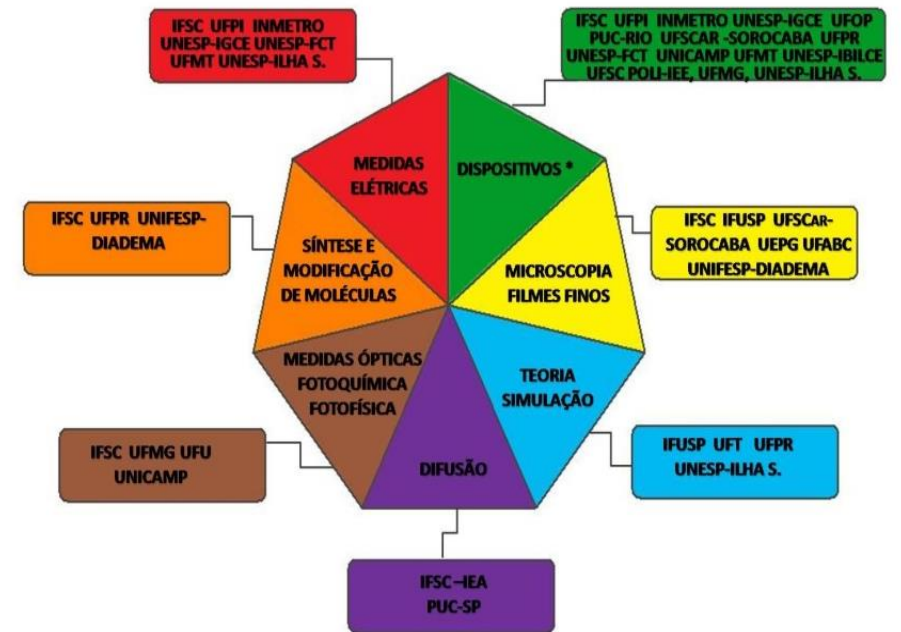 IFSC UFPI INMETRO
UNESP-IGCE UNESP-FCT
UFMT UNESP-ILHA S.
IFSC UFPI INMETRO UNESP-IGCE UFOP
PUC-RIO UFSCAR -SOROCABA UFPR
UNESP-FCT UNICAMP UFMT UNESP-IBILCE
UFSC POLI-IEE, UFMG, UNESP-ILHA S.
MEDIDAS
ELÉTRICAS
DISPOSITIVOS *
IFSC UFPR UNIFESP-
DIADEMA
SÍNTESE E
MODIFICAÇÃO
DE MOLÉCULAS
MICROSCOPIA
FILMES FINOS
IFSC IFUSP UFSCAR-
SOROCABA UEPG UFABC
UNIFESP-DIADEMA
MEDIDAS ÓPTICAS
FOTOQUÍMICA
FOTOFÍSICA
TEORIA
SIMULAÇÃO
IFSC UFMG UFU
UNICAMP
DIFUSÃO
IFUSP UFT UFPR
UNESP-ILHA S.
IFSC –IEA
PUC-SP